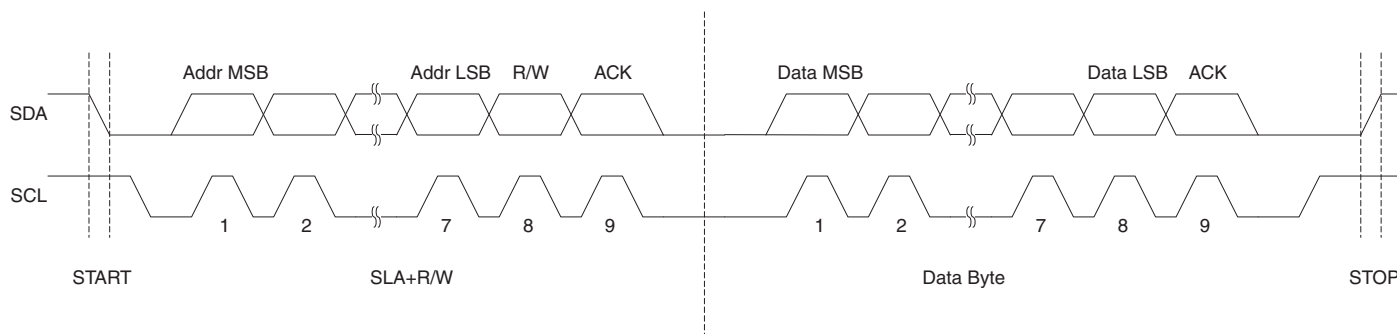 Addr MSB Addr LSB R/W ACK Data MSB Data LSB ACK
SDA
SCL
1 2 7 8 9 1 2 7 8 9
START SLA+R/W Data Byte STOP